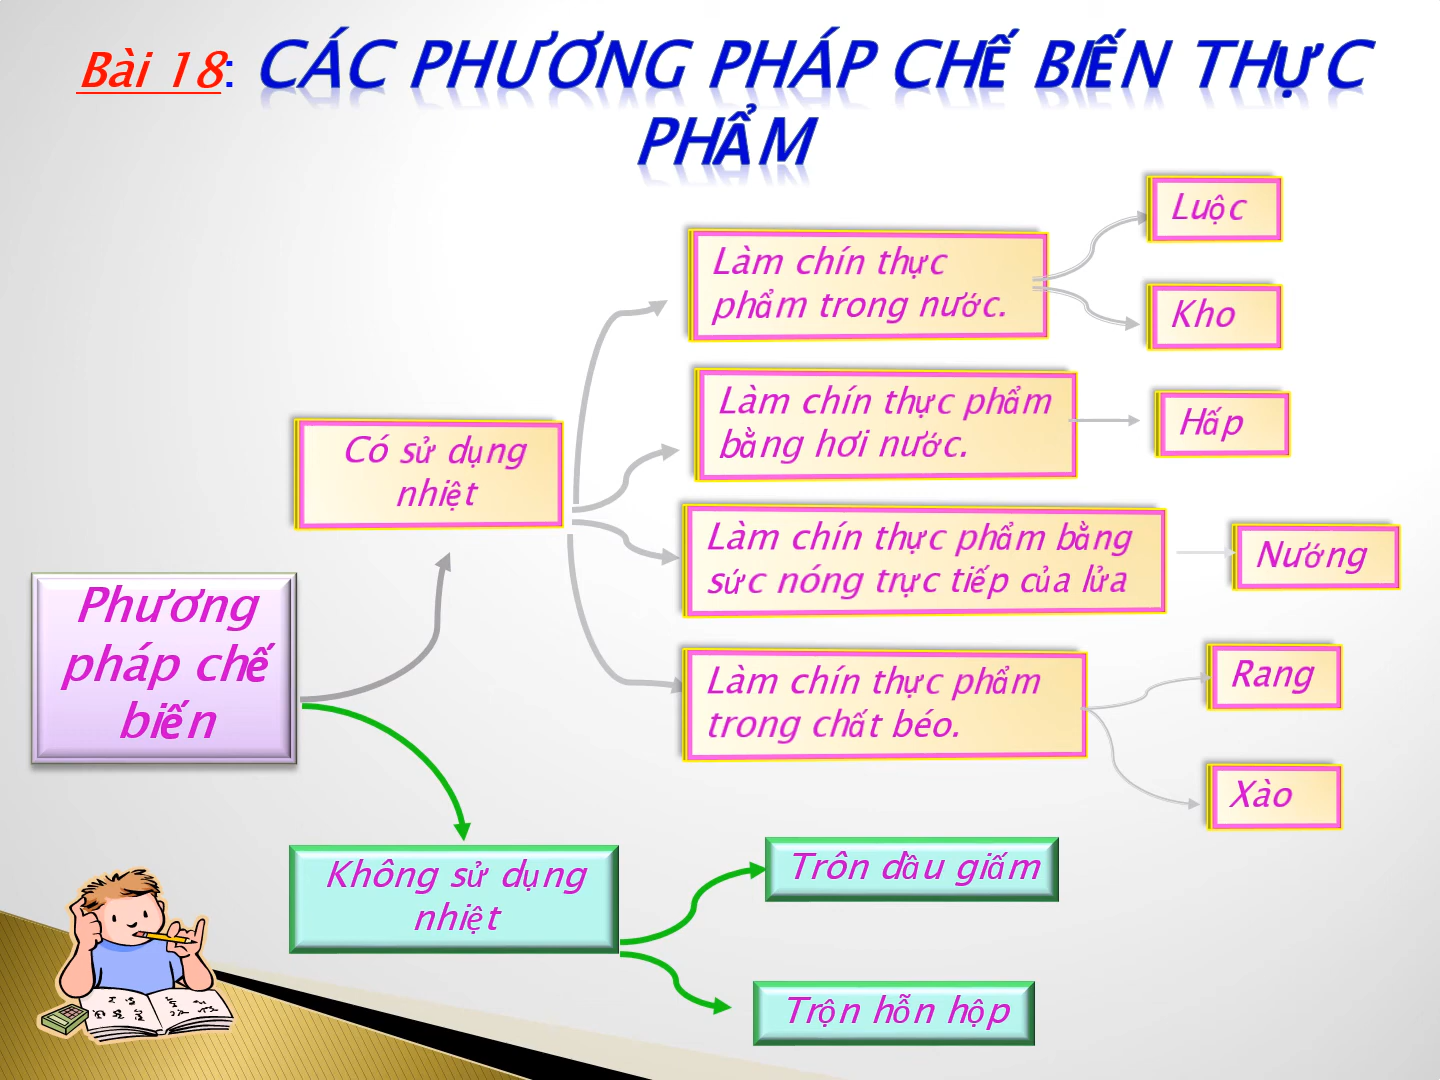 Bài 18: CÁC PHƯƠNG PHÁP CHẾ BIẾN THỰC
PHẨM
Luộc
Làm chín thực
phẩm trong nước.
Kho
Làm chín thực phẩm
bằng hơi nước.
Hấp
Có sử dụng
nhiệt
Làm chín thực phẩm bằng
sức nóng trực tiếp của lửa
Nướng
Phương
pháp chế
biến
Làm chín thực phẩm
trong chất béo.
Rang
Xào
Không sử dụng
nhiệt
Trôn dầu giấm
Trộn hỗn hộp